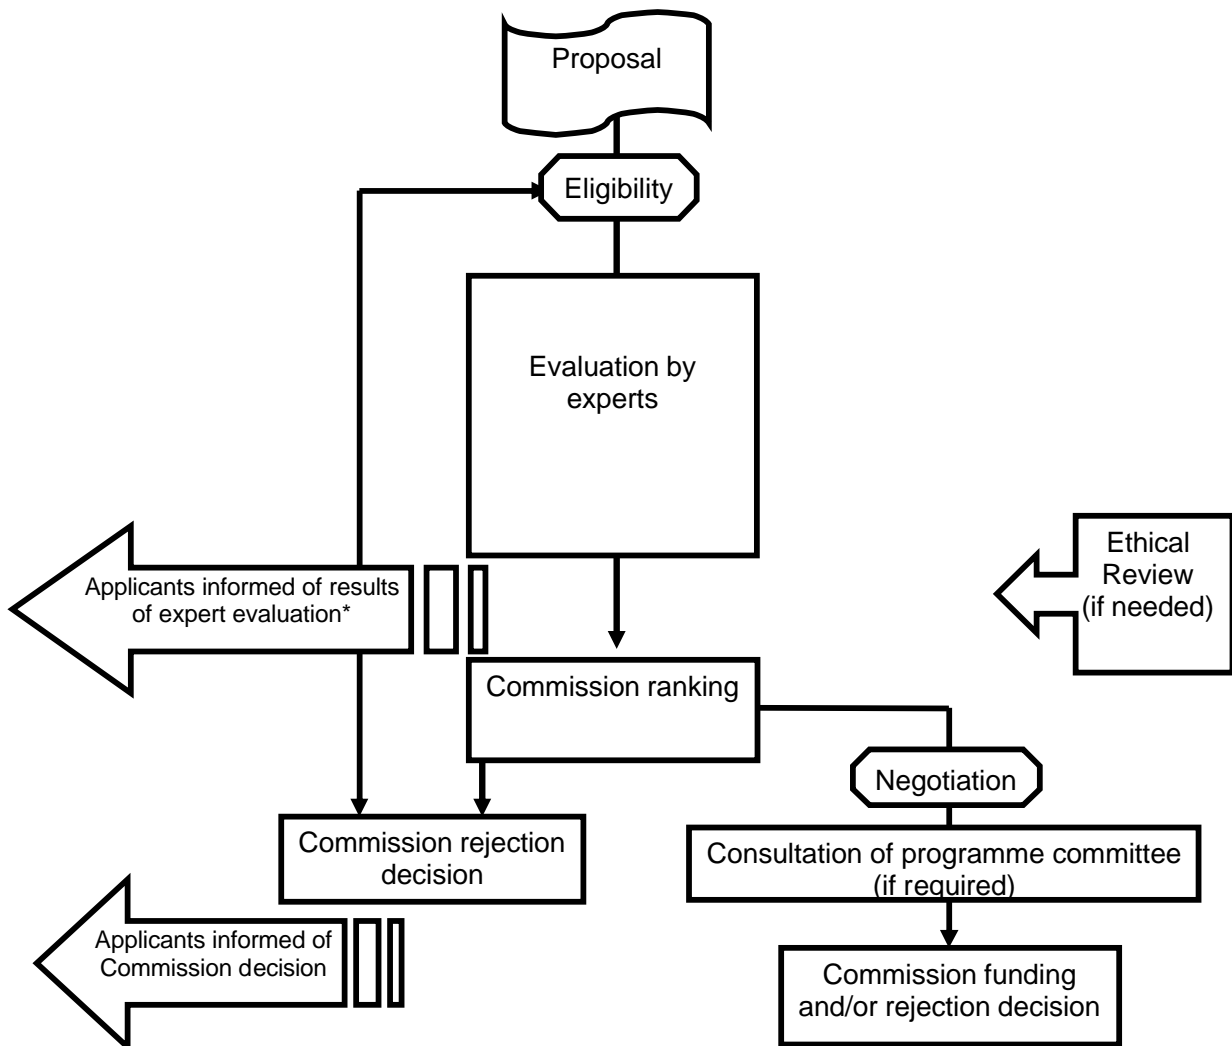 Proposal
Eligibility
Evaluation by
experts
Ethical
Review
(if needed)
Applicants informed of results
of expert evaluation*
Commission ranking
Negotiation
Commission rejection
decision
Consultation of programme committee
(if required)
Applicants informed of
Commission decision
Commission funding
and/or rejection decision